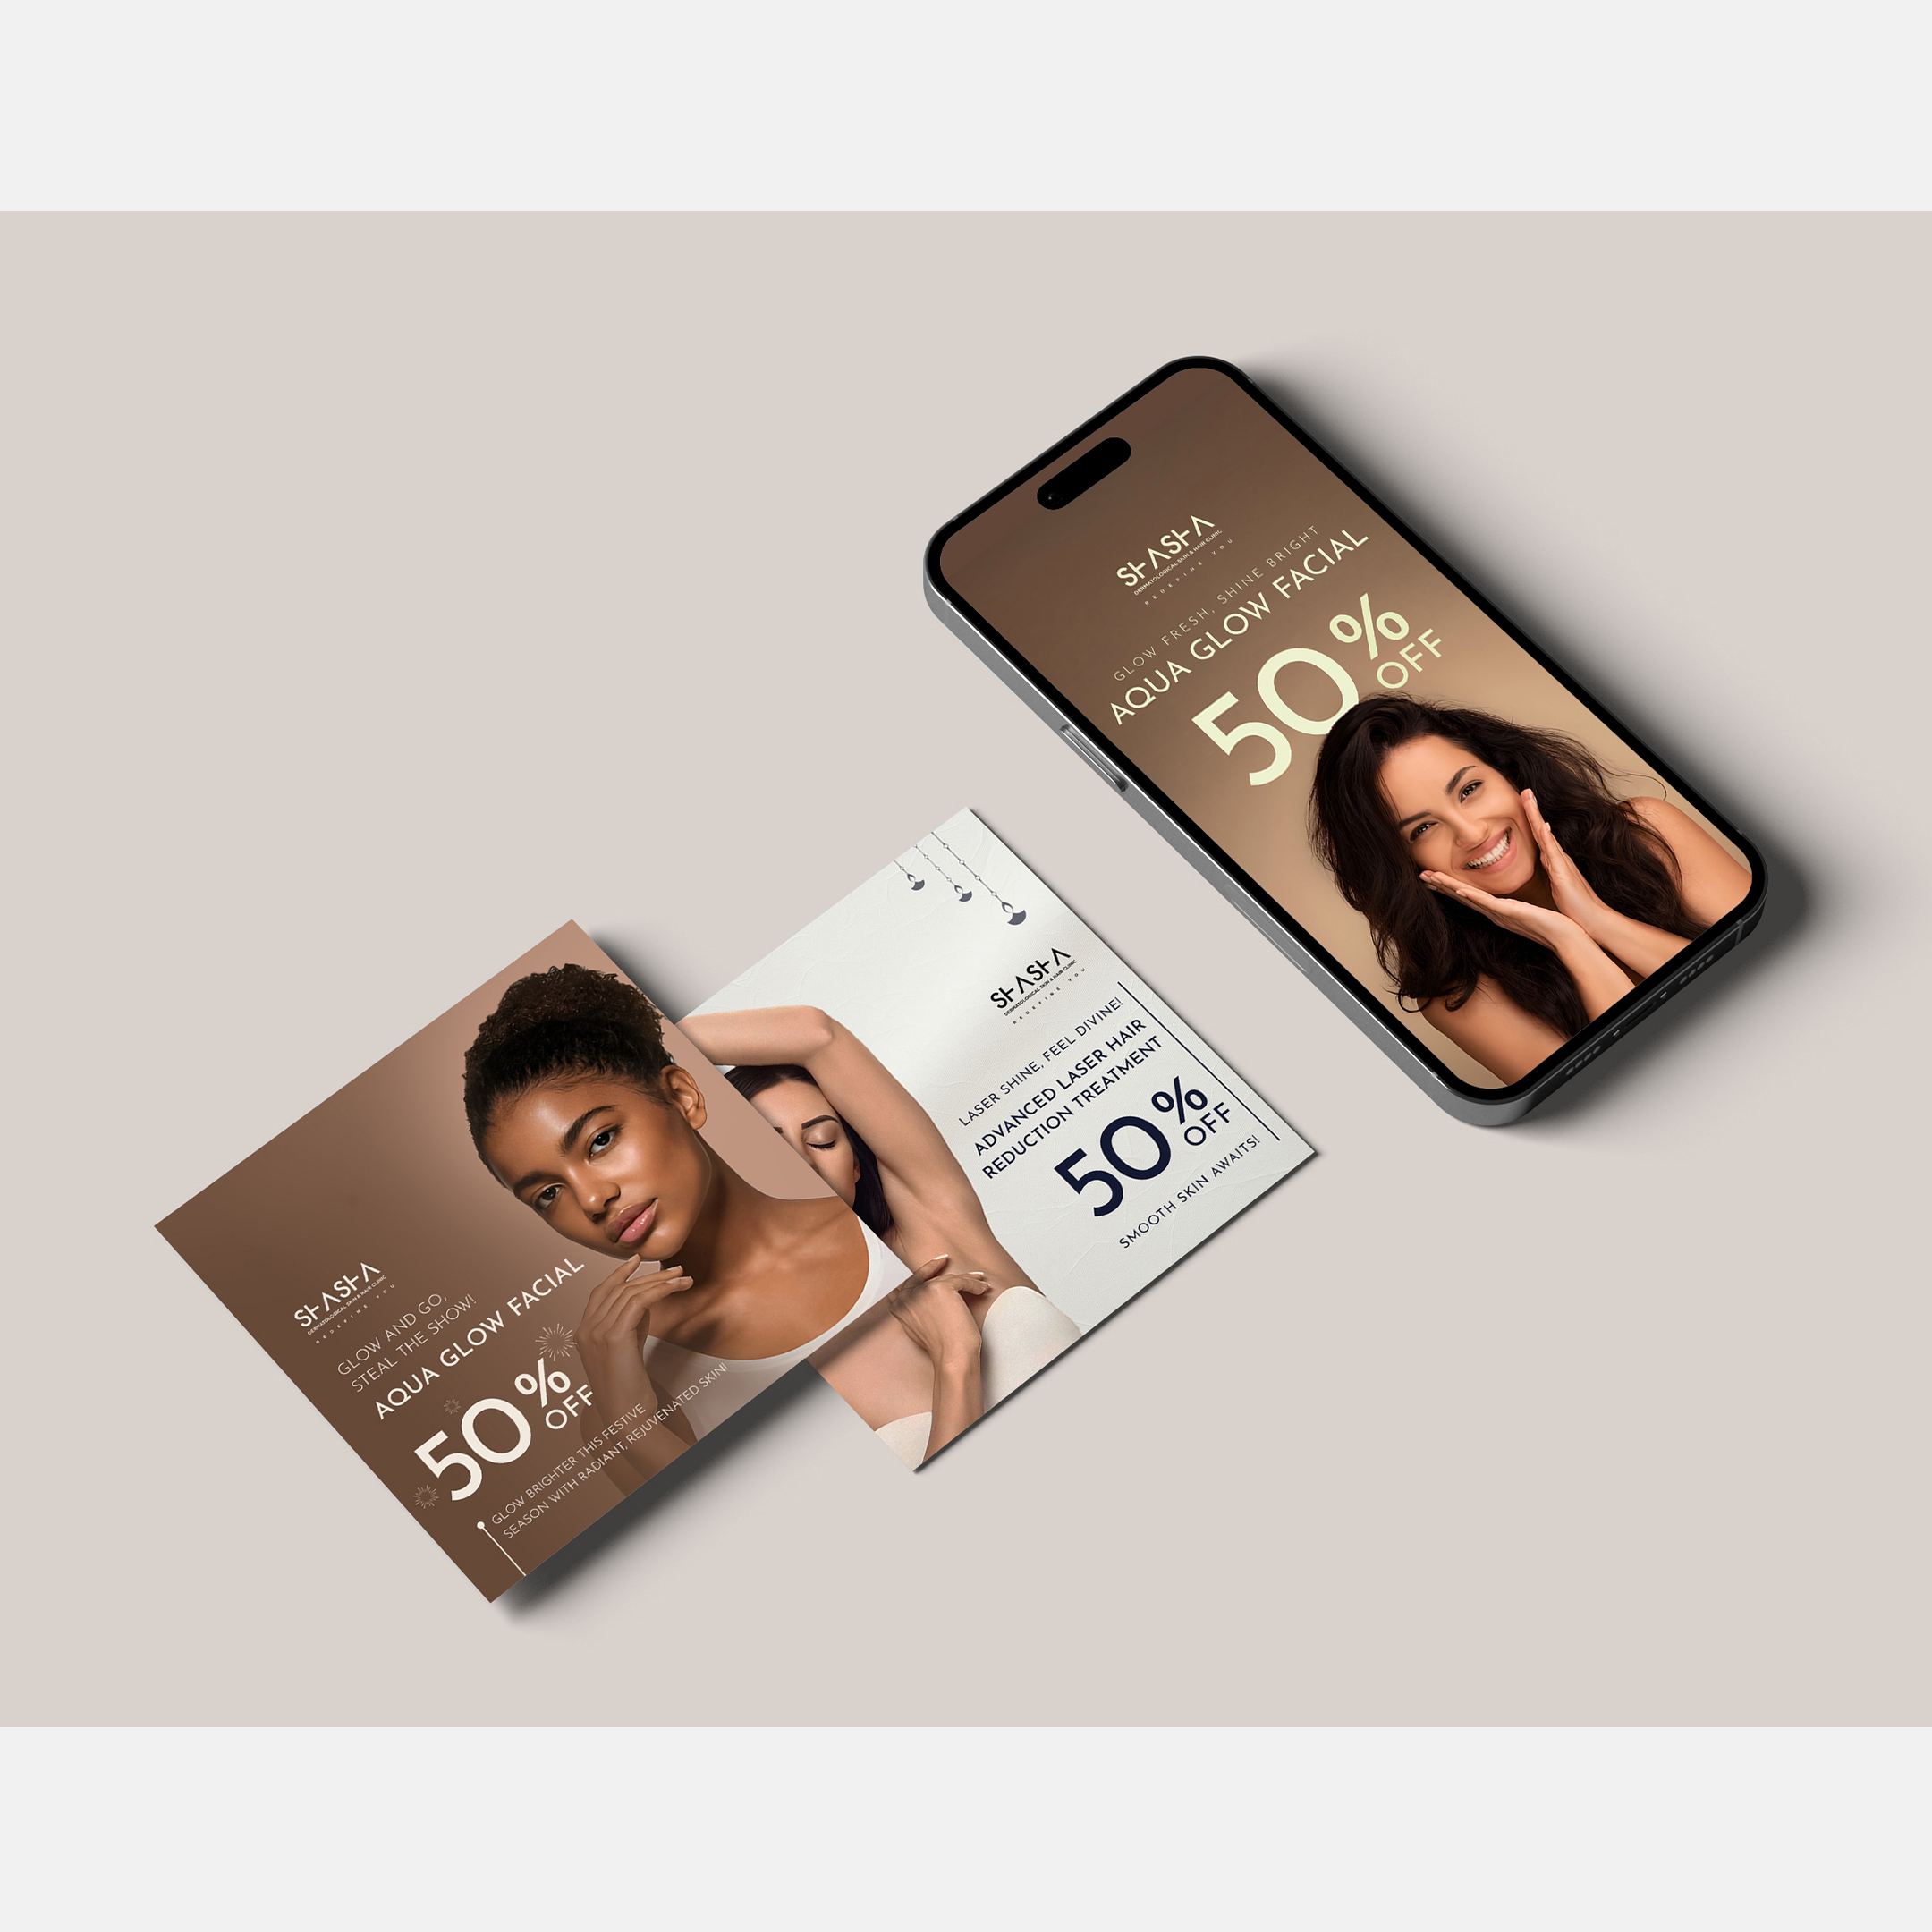 SHASHA
DERMATOLOGICAL SKIN & HAIR CLINIC
REDEFINE YOU
GLOW FRESH, SHINE BRIGHT
AQUA GLOW FACIAL
50%
OFF
SHASHA
DERMATOLOGICAL SKIN & HAIR CLINIC
REDEFINE YOU
LASER SHINE, FEEL DIVINE!
ADVANCED LASER HAIR
REDUCTION TREATMENT
50%
OFF
SMOOTH SKIN AWAITS!
SHASHA
DERMATOLOGICAL SKIN & HAIR CLINIC
REDEFINE YOU
GLOW AND GO,
STEAL THE SHOW!
AQUA GLOW FACIAL
50%
OFF
GLOW BRIGHTER THIS FESTIVE
SEASON WITH RADIANT, REJUVENATED SKIN!